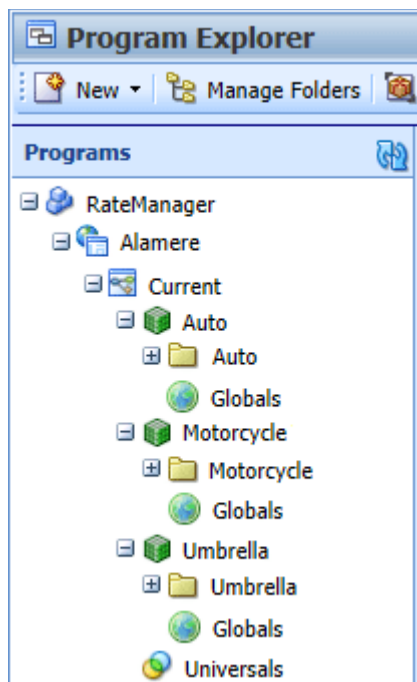 Program Explorer
New Manage Folders
Programs
RateManager
Alamere
Current
Auto
Auto
Globals
Motorcycle
Motorcycle
Globals
Umbrella
Umbrella
Globals
Universals